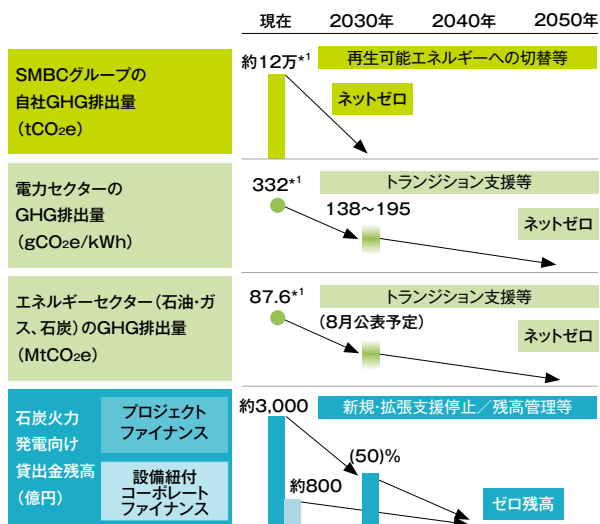 現在 2030年 2040年 2050年
SMBCグループの
自社GHG排出量
(tCO2e)
約12万*1
再生可能エネルギーへの切替等
ネットゼロ
電力セクターの
GHG排出量
(gCO2e/kWh)
332*1
トランジション支援等
138~195
ネットゼロ
エネルギーセクター(石油・ガ
ス、石炭)のGHG排出量
(MtCO2e)
87.6*1
トランジション支援等
(8月公表予定)
ネットゼロ
石炭火力
発電向け
貸出金残高
(億円)
プロジェクト
ファイナンス
設備紐付
コーポレート
ファイナンス
約3,000
新規・拡張支援停止/残高管理等
(50)%
約800
ゼロ残高